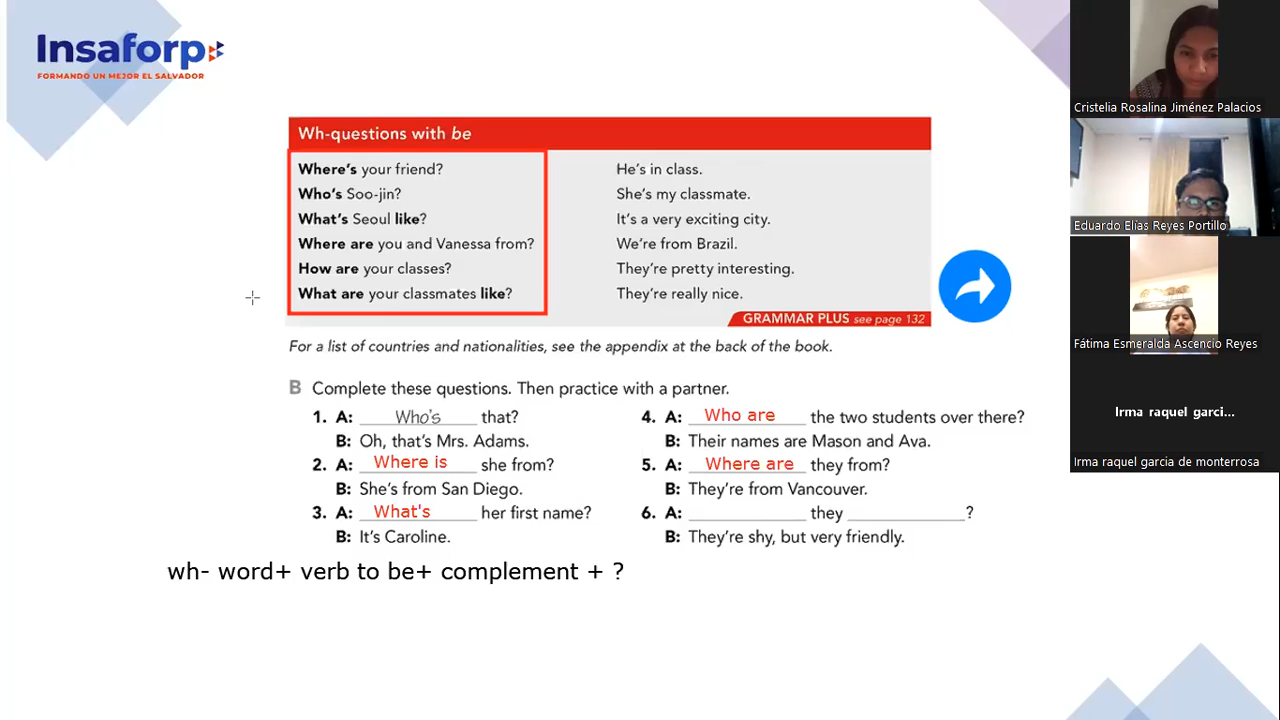 Insaforp
FORMANDO UN MEJOR EL SALVADOR
Wh-questions with be
Where's your friend?
He's in class.
Who's Soo-jin?
She's my classmate.
What's Seoul like?
It's a very exciting city.
Where are you and Vanessa from?
We're from Brazil.
How are your classes?
They're pretty interesting.
What are your classmates like?
They're really nice.
GRAMMAR PLUS see page 132
For a list of countries and nationalities, see the appendix at the back of the book.
B Complete these questions. Then practice with a partner.
1. A: Who's that?
B: Oh, that's Mrs. Adams.
2. A: Where is she from?
B: She's from San Diego.
3. A: What's her first name?
B: It's Caroline.
4. A: Who are the two students over there?
B: Their names are Mason and Ava.
5. A: Where are they from?
B: They're from Vancouver.
6. A: ____________ they ____________?
B: They're shy, but very friendly.
wh- word+ verb to be+ complement + ?
Cristelia Rosalina Jiménez Palacios
Eduardo Elías Reyes Portillo
Fátima Esmeralda Ascencio Reyes
Irma raquel garci...
Irma raquel garcia de monterrosa